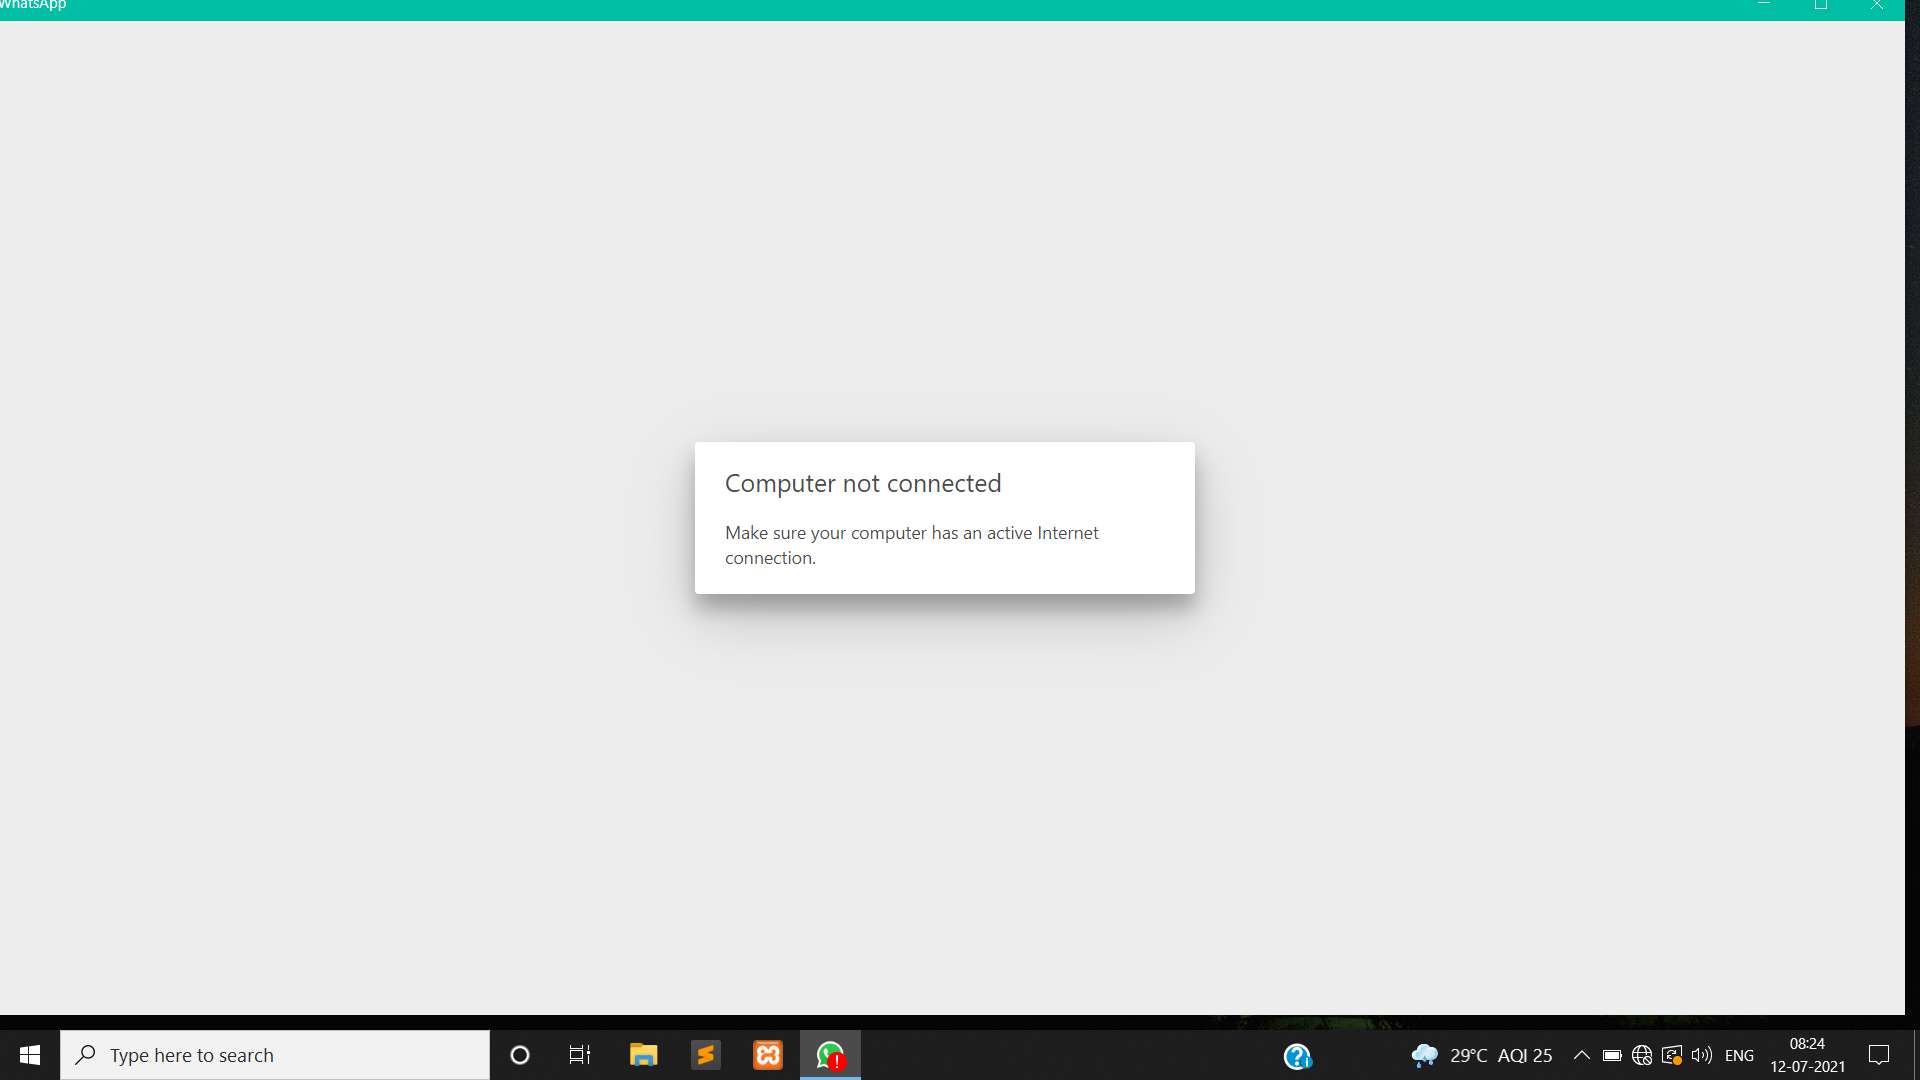 WhatsApp
Computer not connected
Make sure your computer has an active Internet
connection.
Type here to search
29°C AQI 25
ENG
08:24
12-07-2021